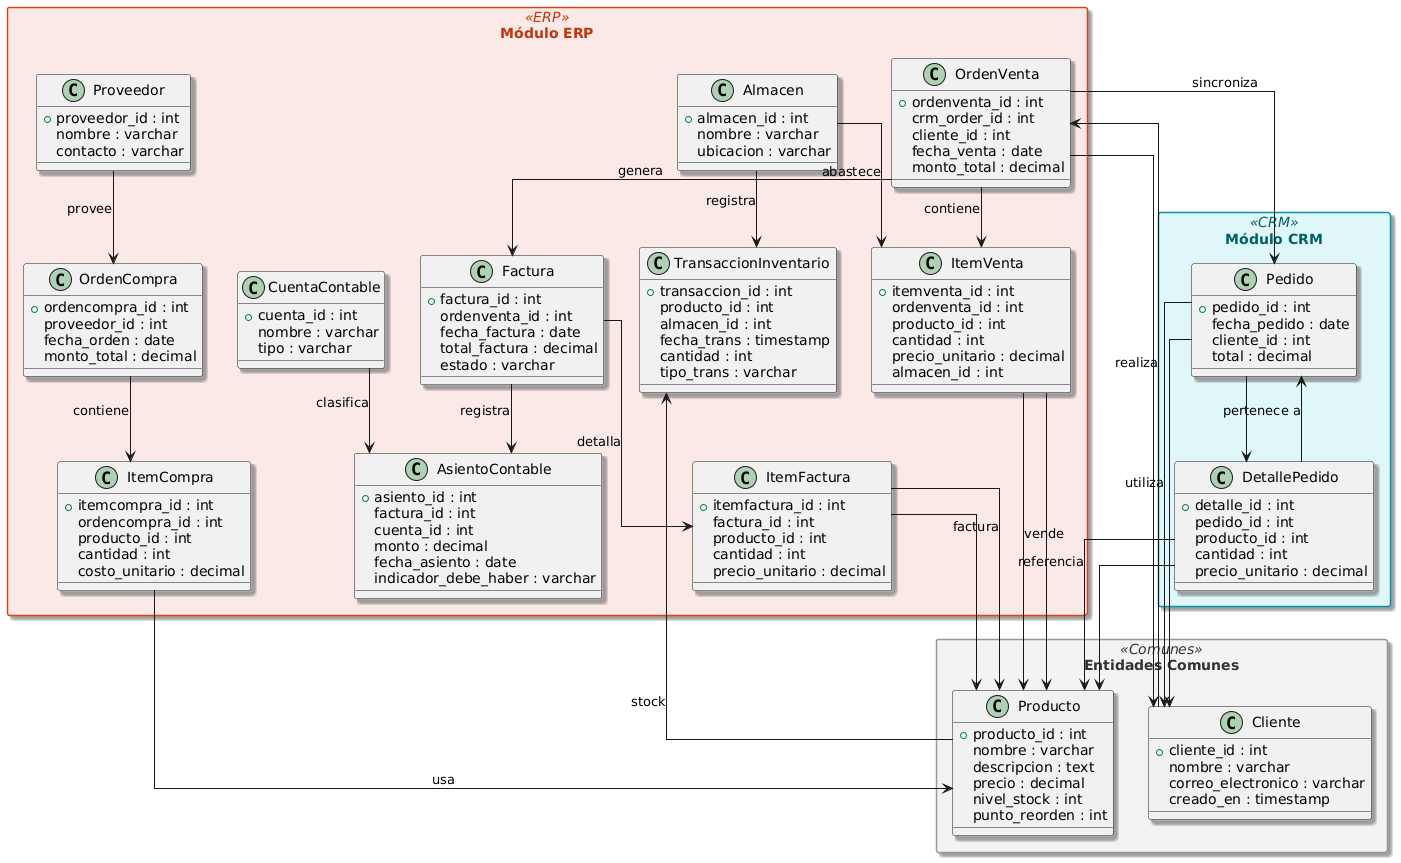 «ERP»
Módulo ERP
C Proveedor
proveedor_id : int
nombre : varchar
contacto : varchar
C Almacen
almacen_id : int
nombre : varchar
ubicacion : varchar
C OrdenVenta
ordenventa_id : int
crm_order_id : int
cliente_id : int
fecha_venta : date
monto_total : decimal
sincroniza
genera
abastece
provee
registra
contiene
«CRM»
Módulo CRM
C OrdenCompra
ordencompra_id : int
proveedor_id : int
fecha_orden : date
monto_total : decimal
C CuentaContable
cuenta_id : int
nombre : varchar
tipo : varchar
C Factura
factura_id : int
ordenventa_id : int
fecha_factura : date
total_factura : decimal
estado : varchar
C TransaccionInventario
transaccion_id : int
producto_id : int
almacen_id : int
fecha_trans : timestamp
cantidad : int
tipo_trans : varchar
C ItemVenta
itemventa_id : int
ordenventa_id : int
producto_id : int
cantidad : int
precio_unitario : decimal
almacen_id : int
C Pedido
pedido_id : int
fecha_pedido : date
cliente_id : int
total : decimal
realiza
contiene
clasifica
registra
detalla
pertenece a
utiliza
C ItemCompra
itemcompra_id : int
ordencompra_id : int
producto_id : int
cantidad : int
costo_unitario : decimal
C AsientoContable
asiento_id : int
factura_id : int
cuenta_id : int
monto : decimal
fecha_asiento : date
indicador_debe_haber : varchar
C ItemFactura
itemfactura_id : int
factura_id : int
producto_id : int
cantidad : int
precio_unitario : decimal
C DetallePedido
detalle_id : int
pedido_id : int
producto_id : int
cantidad : int
precio_unitario : decimal
factura
vende
referencia
«Comunes»
Entidades Comunes
stock
usa
C Producto
producto_id : int
nombre : varchar
descripcion : text
precio : decimal
nivel_stock : int
punto_reorden : int
C Cliente
cliente_id : int
nombre : varchar
correo_electronico : varchar
creado_en : timestamp